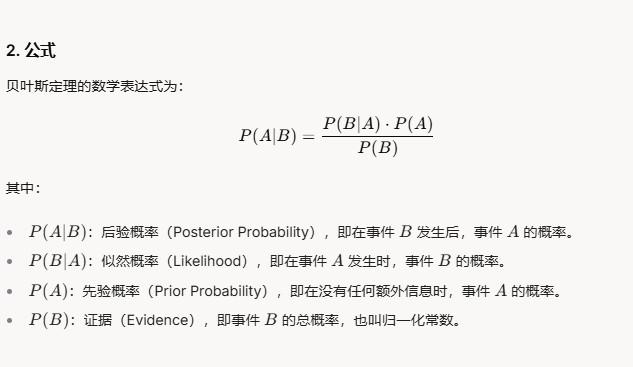 2. 公式
贝叶斯定理的数学表达式为：
P(A|B) = P(B|A) · P(A) / P(B)
其中：
• P(A|B)：后验概率（Posterior Probability），即在事件 B 发生后，事件 A 的概率。
• P(B|A)：似然概率（Likelihood），即在事件 A 发生时，事件 B 的概率。
• P(A)：先验概率（Prior Probability），即在没有任何额外信息时，事件 A 的概率。
• P(B)：证据（Evidence），即事件 B 的总概率，也叫归一化常数。